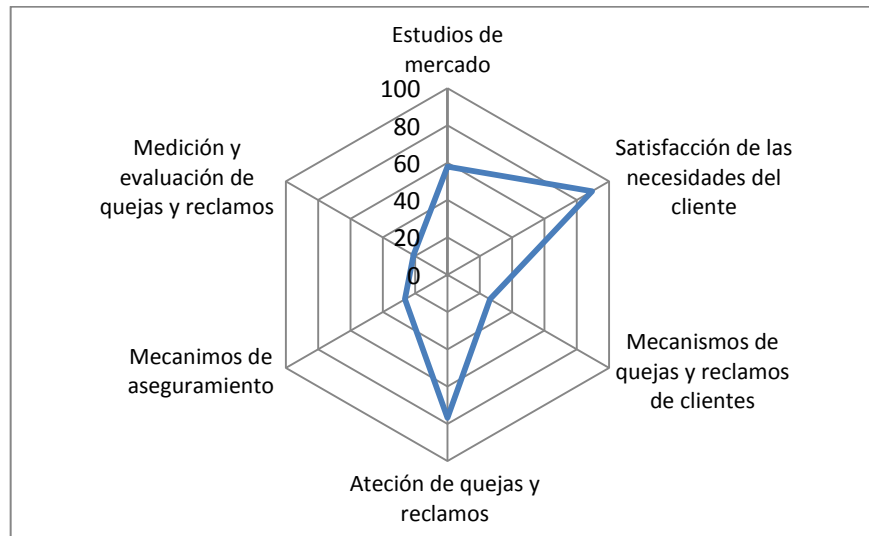 Estudios de
mercado
100
80
60
40
20
0
Satisfacción de las
necesidades del
cliente
Mecanismos de
quejas y reclamos
de clientes
Ateción de quejas y
reclamos
Mecanimos de
aseguramiento
Medición y
evaluación de
quejas y reclamos